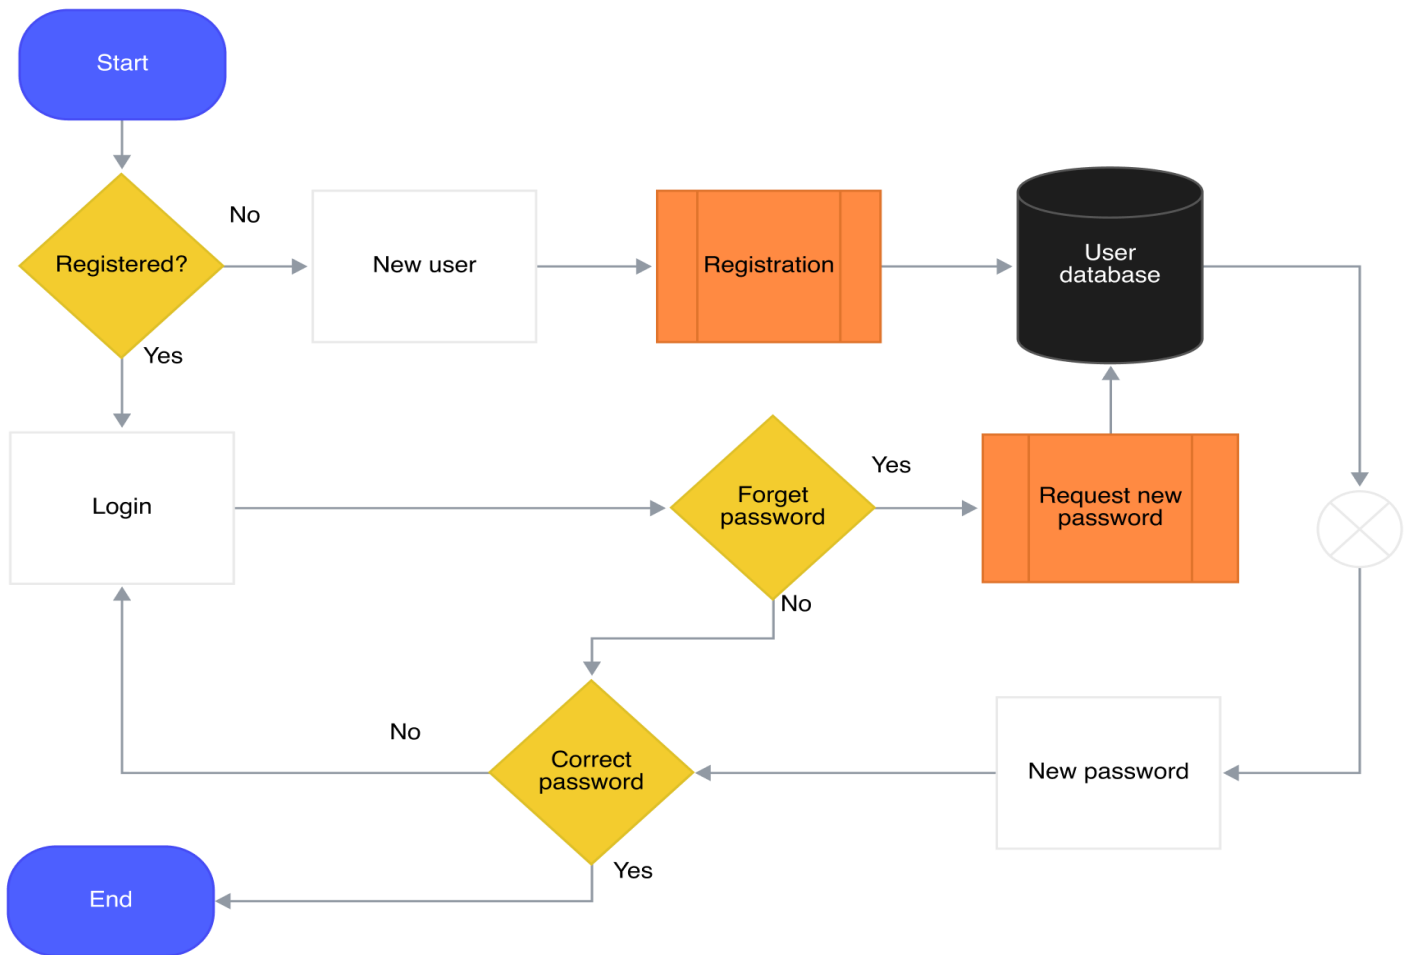 Start
No
Registered?
New user
Registration
User
database
Yes
Login
Forget
password
Yes
Request new
password
No
No
Correct
password
New password
Yes
End